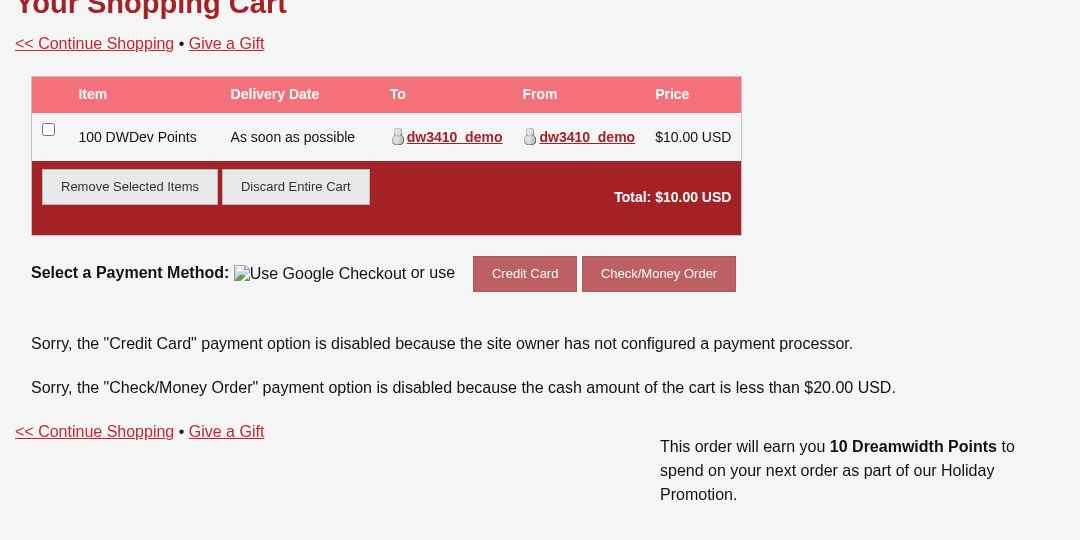 Your Shopping Cart
<< Continue Shopping • Give a Gift
Item Delivery Date To From Price
100 DWDev Points As soon as possible dw3410_demo dw3410_demo $10.00 USD
Remove Selected Items Discard Entire Cart Total: $10.00 USD
Select a Payment Method: Use Google Checkout or use Credit Card Check/Money Order
Sorry, the "Credit Card" payment option is disabled because the site owner has not configured a payment processor.
Sorry, the "Check/Money Order" payment option is disabled because the cash amount of the cart is less than $20.00 USD.
<< Continue Shopping • Give a Gift
This order will earn you 10 Dreamwidth Points to
spend on your next order as part of our Holiday
Promotion.